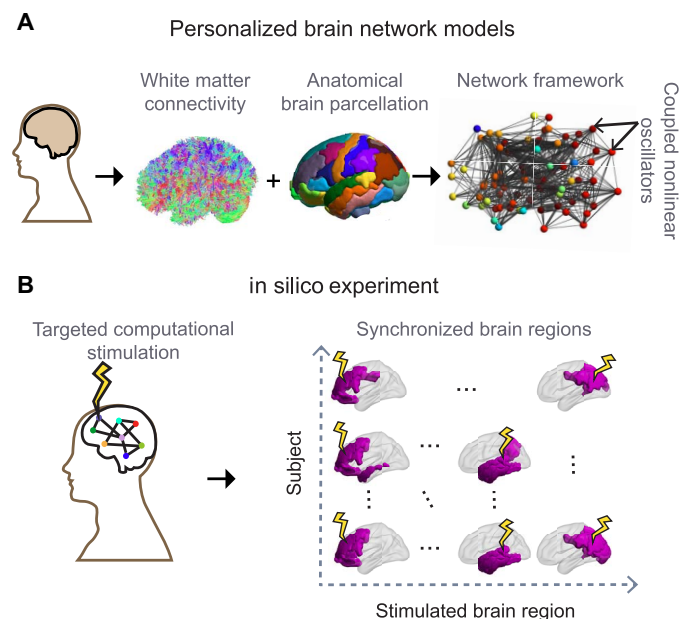 A
Personalized brain network models
White matter
connectivity
Anatomical
brain parcellation
Network framework
Coupled nonlinear
oscillators
+
B
in silico experiment
Targeted computational
stimulation
Synchronized brain regions
Subject
Stimulated brain region